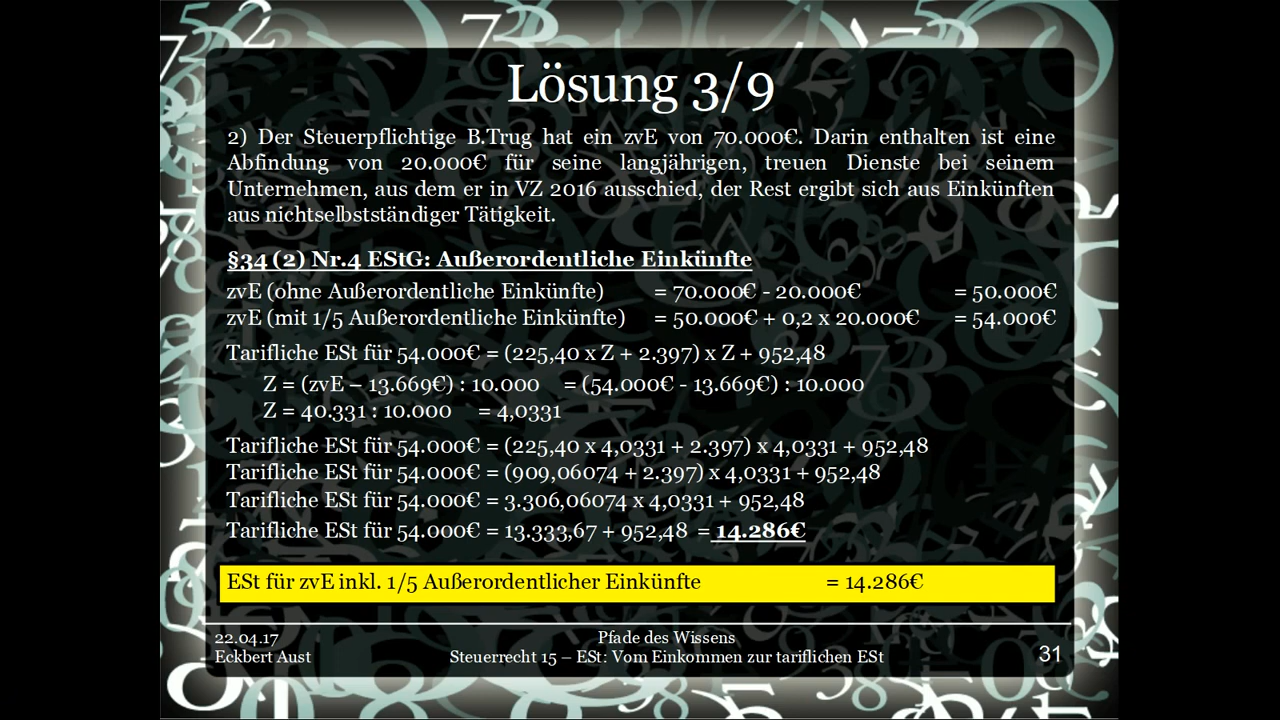 Lösung 3/9
2) Der Steuerpflichtige B.Trug hat ein zvE von 70.000€. Darin enthalten ist eine
Abfindung von 20.000€ für seine langjährigen, treuen Dienste bei seinem
Unternehmen, aus dem er in VZ 2016 ausschied, der Rest ergibt sich aus Einkünften
aus nichtselbstständiger Tätigkeit.
§34 (2) Nr.4 EStG: Außerordentliche Einkünfte
zvE (ohne Außerordentliche Einkünfte) = 70.000€ - 20.000€ = 50.000€
zvE (mit 1/5 Außerordentliche Einkünfte) = 50.000€ + 0,2 x 20.000€ = 54.000€
Tarifliche ESt für 54.000€ = (225,40 x Z + 2.397) x Z + 952,48
Z = (zvE – 13.669€) : 10.000 = (54.000€ - 13.669€) : 10.000
Z = 40.331 : 10.000 = 4,0331
Tarifliche ESt für 54.000€ = (225,40 x 4,0331 + 2.397) x 4,0331 + 952,48
Tarifliche ESt für 54.000€ = (909,06074 + 2.397) x 4,0331 + 952,48
Tarifliche ESt für 54.000€ = 3.306,06074 x 4,0331 + 952,48
Tarifliche ESt für 54.000€ = 13.333,67 + 952,48 = 14.286€
ESt für zvE inkl. 1/5 Außerordentlicher Einkünfte = 14.286€
22.04.17 Pfade des Wissens
Eckbert Aust Steuerrecht 15 – ESt: Vom Einkommen zur tariflichen ESt 31